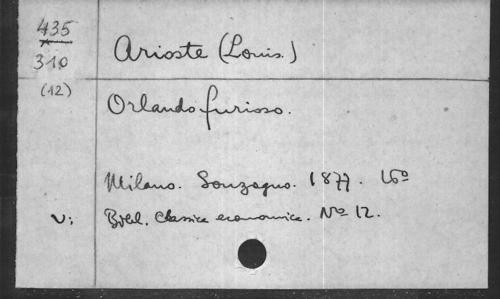 435
310
(12)
Arioste (Louis.)
Orlando furioso.
Milano. Sonzogno. 1877. 16º
V: Bibl. classica economica. Nº 12.